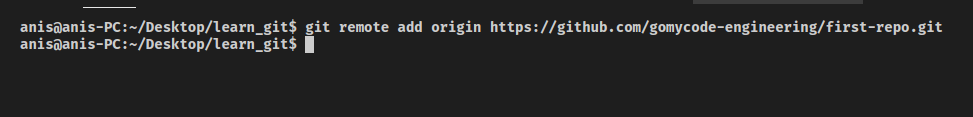 anis@anis-PC:~/Desktop/learn_git$ git remote add origin https://github.com/gomycode-engineering/first-repo.git
anis@anis-PC:~/Desktop/learn_git$